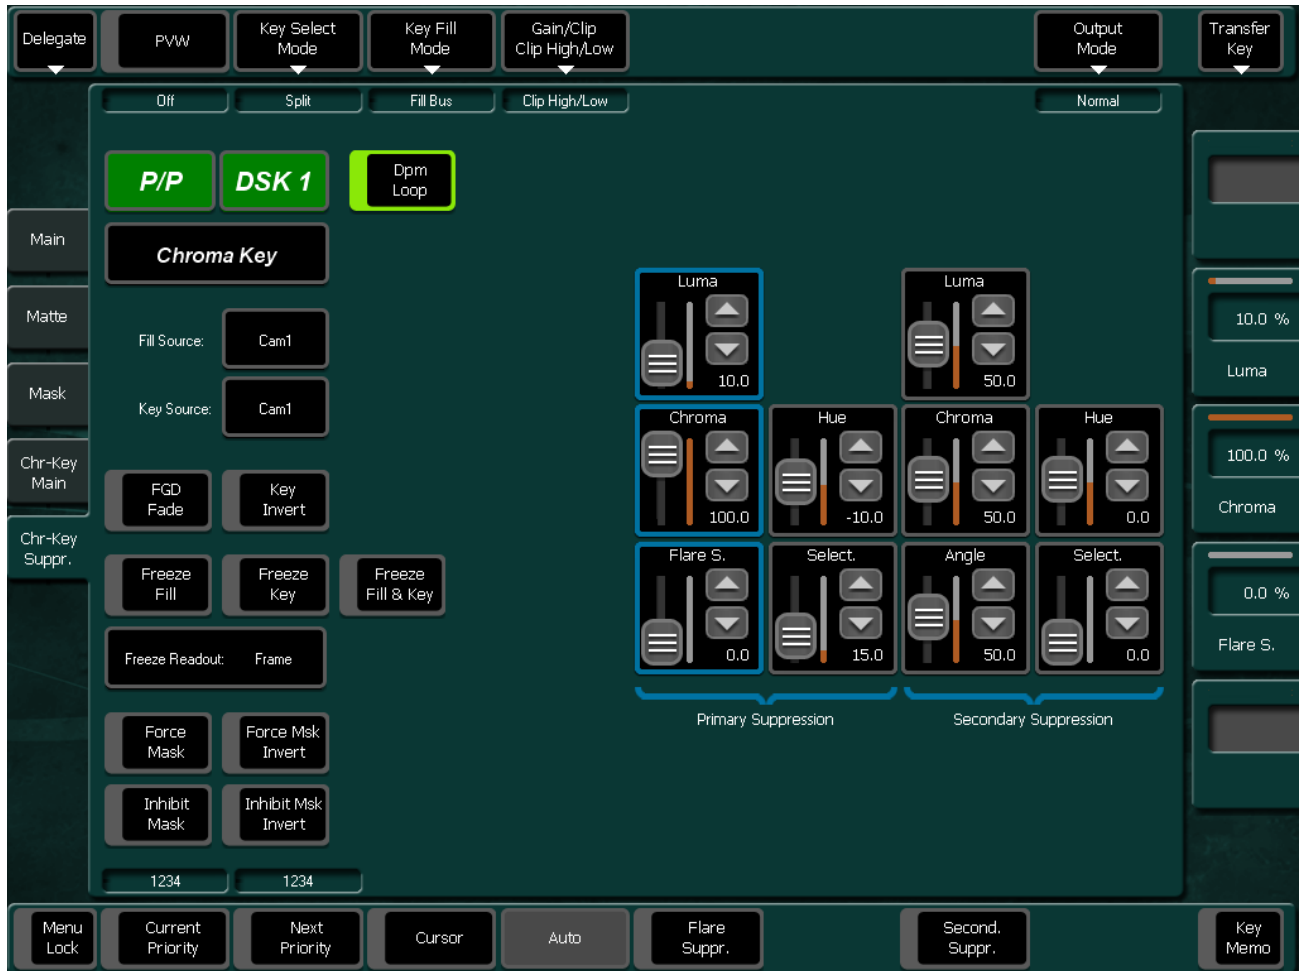 Delegate
PVW
Key Select
Mode
Key Fill
Mode
Gain/Clip
Clip High/Low
Output
Mode
Transfer
Key
Off
Split
Fill Bus
Clip High/Low
Normal
P/P
DSK 1
Dpm
Loop
Main
Matte
Mask
Chr-Key
Main
Chr-Key
Suppr.
Chroma Key
Fill Source:
Cam1
Key Source:
Cam1
FGD
Fade
Key
Invert
Freeze
Fill
Freeze
Key
Freeze
Fill & Key
Freeze Readout:
Frame
Force
Mask
Force Msk
Invert
Inhibit
Mask
Inhibit Msk
Invert
1234
1234
Luma
10.0
Luma
50.0
Chroma
100.0
Hue
-10.0
Chroma
50.0
Hue
0.0
Flare S.
0.0
Select.
15.0
Angle
50.0
Select.
0.0
Primary Suppression
Secondary Suppression
10.0 %
Luma
100.0 %
Chroma
0.0 %
Flare S.
Menu
Lock
Current
Priority
Next
Priority
Cursor
Auto
Flare
Suppr.
Second.
Suppr.
Key
Memo